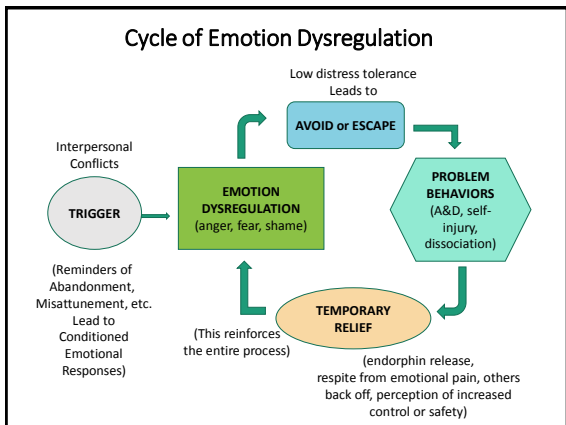 Cycle of Emotion Dysregulation
Low distress tolerance
Leads to
AVOID or ESCAPE
Interpersonal
Conflicts
TRIGGER
(Reminders of
Abandonment,
Misattunement, etc.
Lead to
Conditioned
Emotional
Responses)
EMOTION
DYSREGULATION
(anger, fear, shame)
PROBLEM
BEHAVIORS
(A&D, self-
injury,
dissociation)
TEMPORARY
RELIEF
(This reinforces
the entire process)
(endorphin release,
respite from emotional pain, others
back off, perception of increased
control or safety)